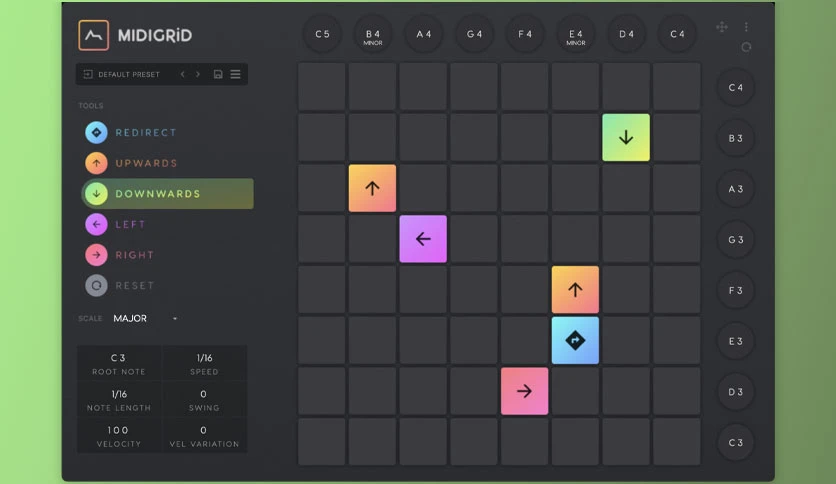 MIDIGRID
DEFAULT PRESET
TOOLS
REDIRECT
UPWARDS
DOWNWARDS
LEFT
RIGHT
RESET
SCALE MAJOR
C 3 1/16
ROOT NOTE SPEED
1/16 0
NOTE LENGTH SWING
100 0
VELOCITY VEL VARIATION
C 5 B 4 A 4 G 4 F 4 E 4 D 4 C 4
MINOR MINOR
C 4
B 3
A 3
G 3
F 3
E 3
D 3
C 3